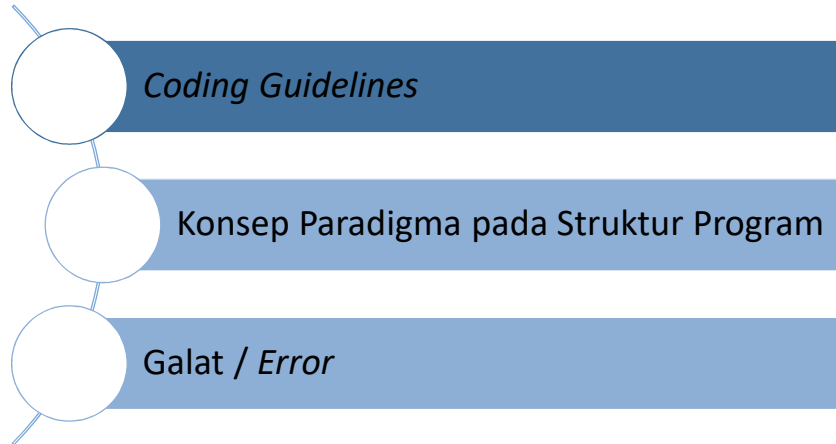 Coding Guidelines
Konsep Paradigma pada Struktur Program
Galat / Error